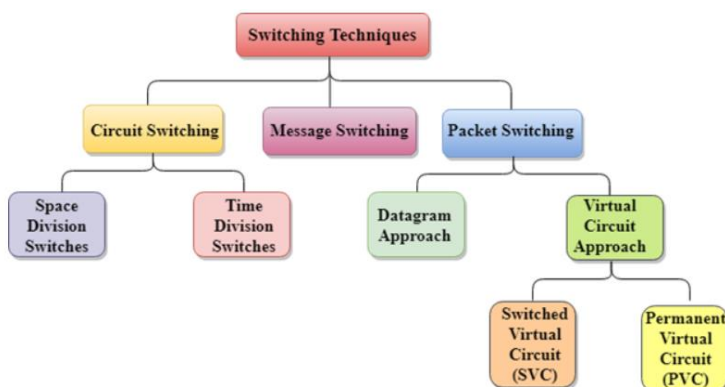 Switching Techniques
Circuit Switching
Message Switching
Packet Switching
Space
Division
Switches
Time
Division
Switches
Datagram
Approach
Virtual
Circuit
Approach
Switched
Virtual
Circuit
(SVC)
Permanent
Virtual
Circuit
(PVC)